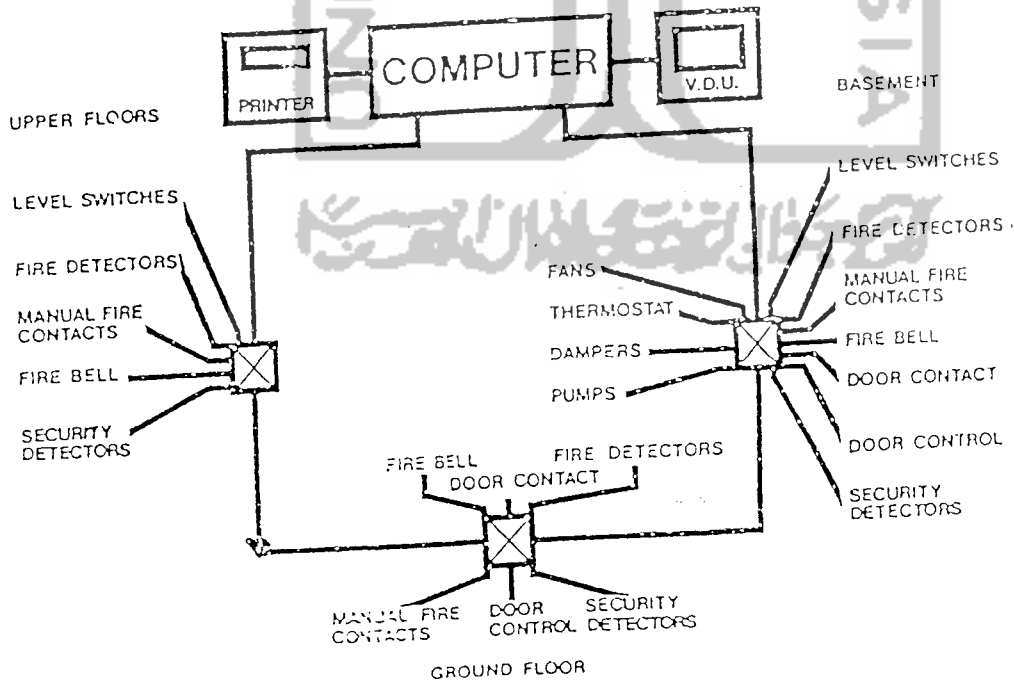 COMPUTER
PRINTER
V.D.U.
UPPER FLOORS
BASEMENT
LEVEL SWITCHES
FIRE DETECTORS
MANUAL FIRE
CONTACTS
FIRE BELL
SECURITY
DETECTORS
FANS
THERMOSTAT
DAMPERS
PUMPS
LEVEL SWITCHES
FIRE DETECTORS
MANUAL FIRE
CONTACTS
FIRE BELL
DOOR CONTACT
DOOR CONTROL
SECURITY
DETECTORS
FIRE BELL
DOOR CONTACT
FIRE DETECTORS
MANUAL FIRE
CONTACTS
DOOR
CONTROL
SECURITY
DETECTORS
GROUND FLOOR